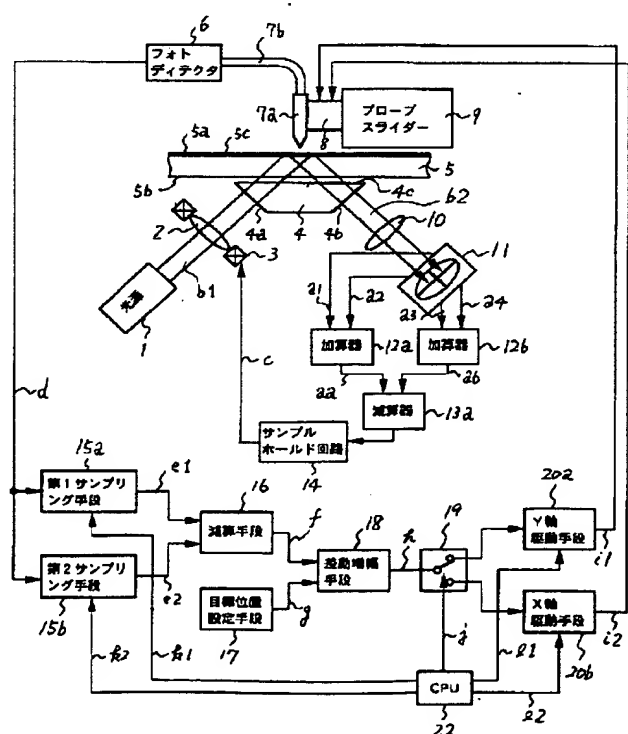 6
フォト
ディテクタ
7b
7a
8
プローブ
スライダー
9
5a
5c
5
5b
4c
b2
4a
4
4b
10
2
3
11
光源
b1
1
a1
a2
a3
a4
加算器
12a
加算器
12b
aa
ab
減算器
13a
c
d
サンプル
ホールド回路
14
15a
第1サンプリ
ング手段
e1
16
減算手段
f
18
差動増幅
手段
h
19
20a
Y軸
駆動手段
i1
第2サンプリ
ング手段
15b
e2
目標位置
設定手段
17
g
X軸
駆動手段
20b
i2
k2
k1
j
l1
CPU
22
l2